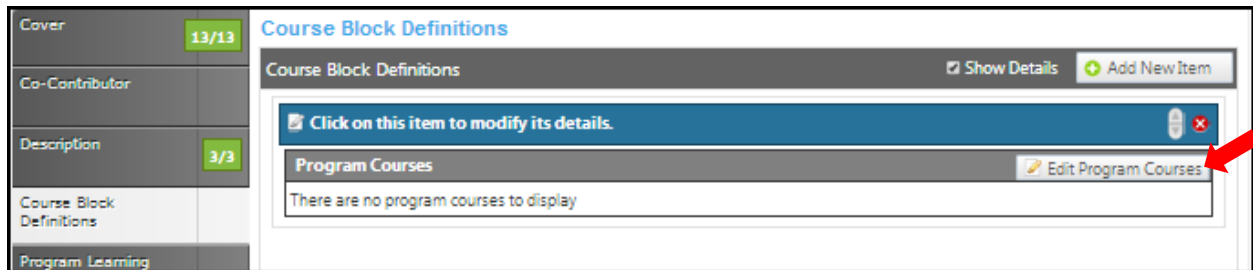 Cover
13/13
Co-Contributor
Description
3/3
Course Block
Definitions
Program Learning
Course Block Definitions
Course Block Definitions
Show Details
Add New Item
Click on this item to modify its details.
Program Courses
Edit Program Courses
There are no program courses to display